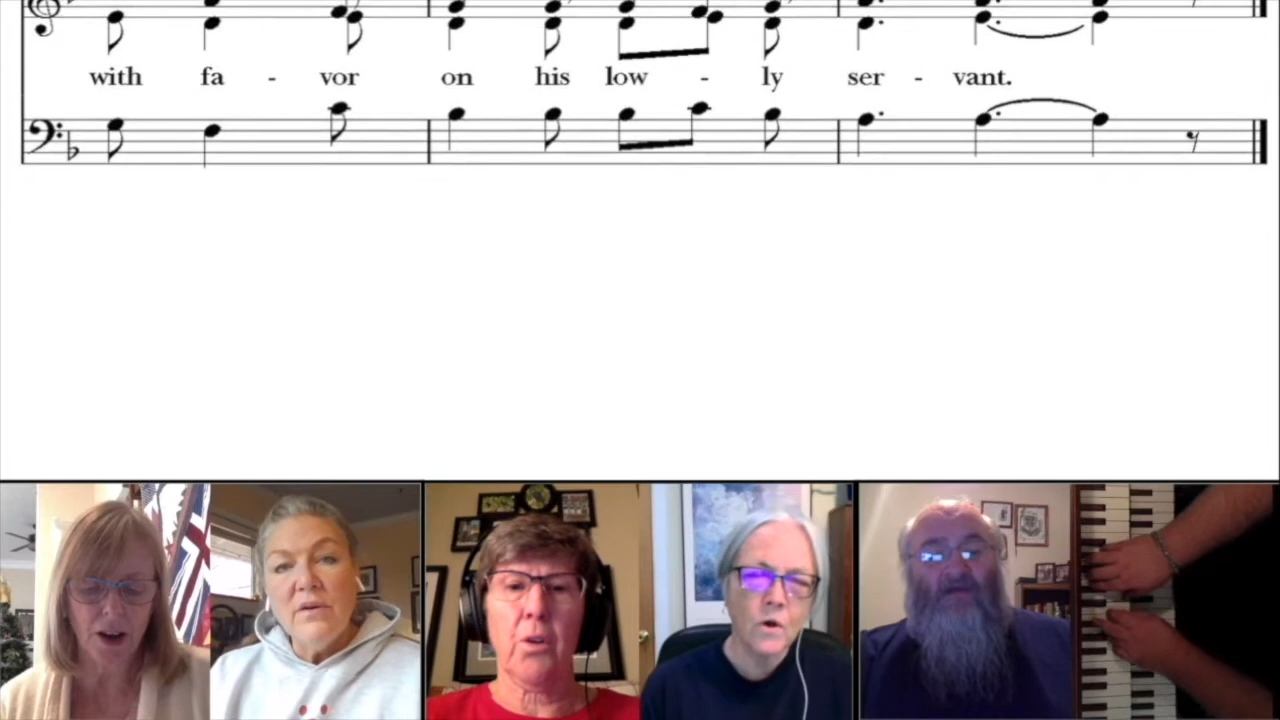 with fa - vor on his low - ly ser - vant.